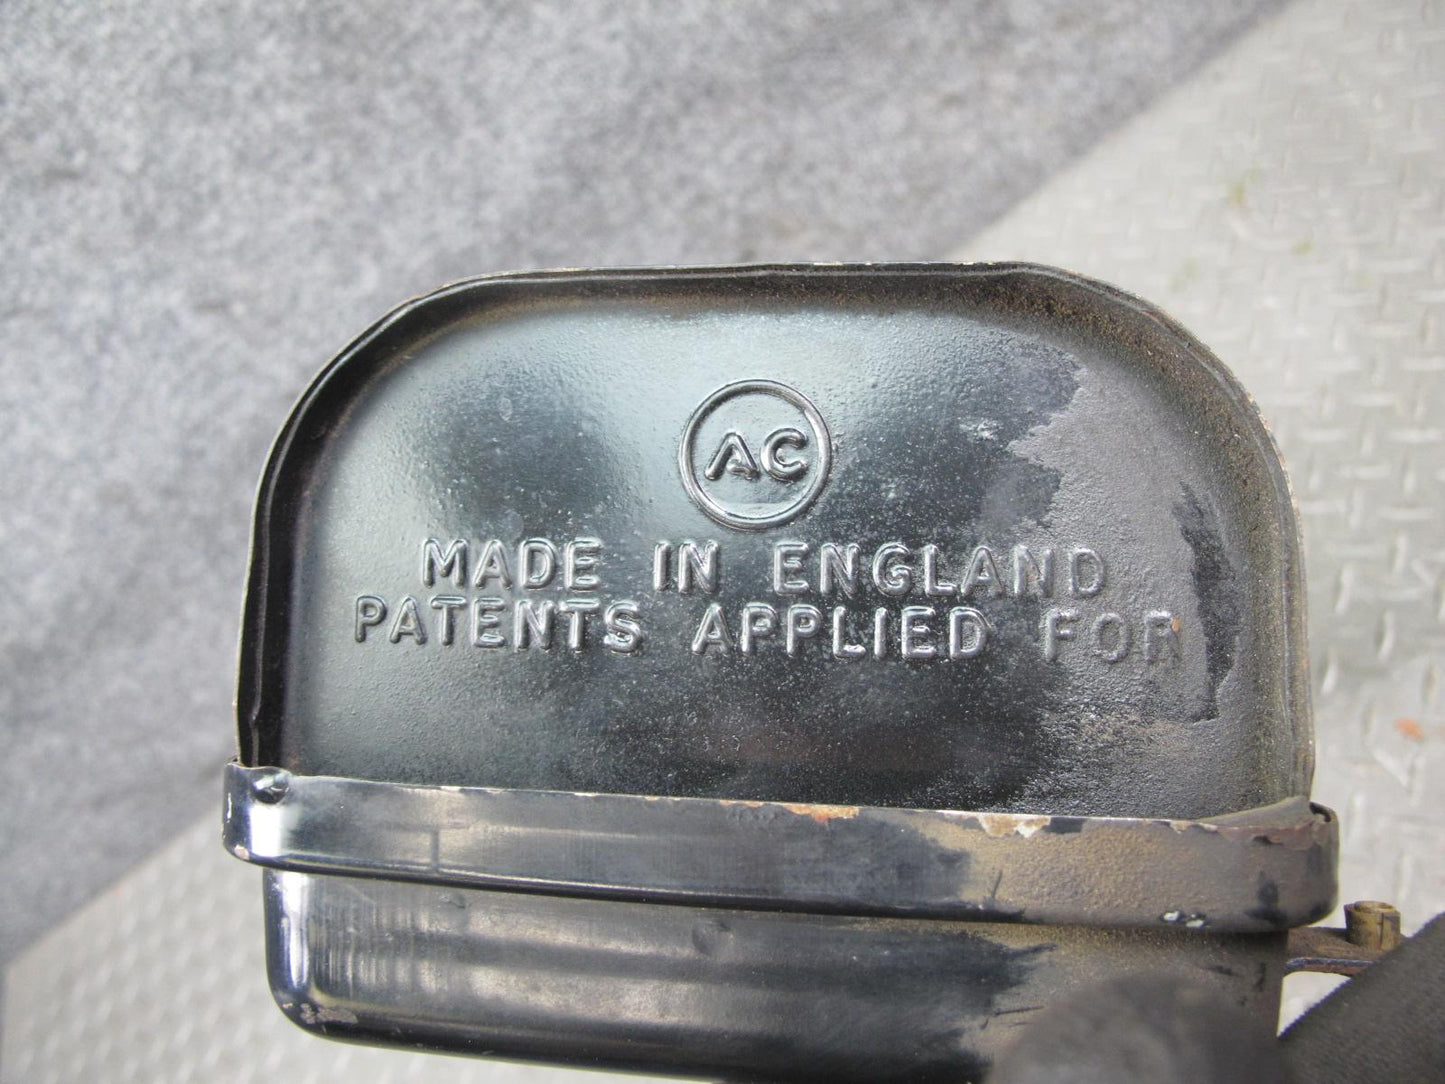 AC
MADE IN ENGLAND
PATENTS APPLIED FOR